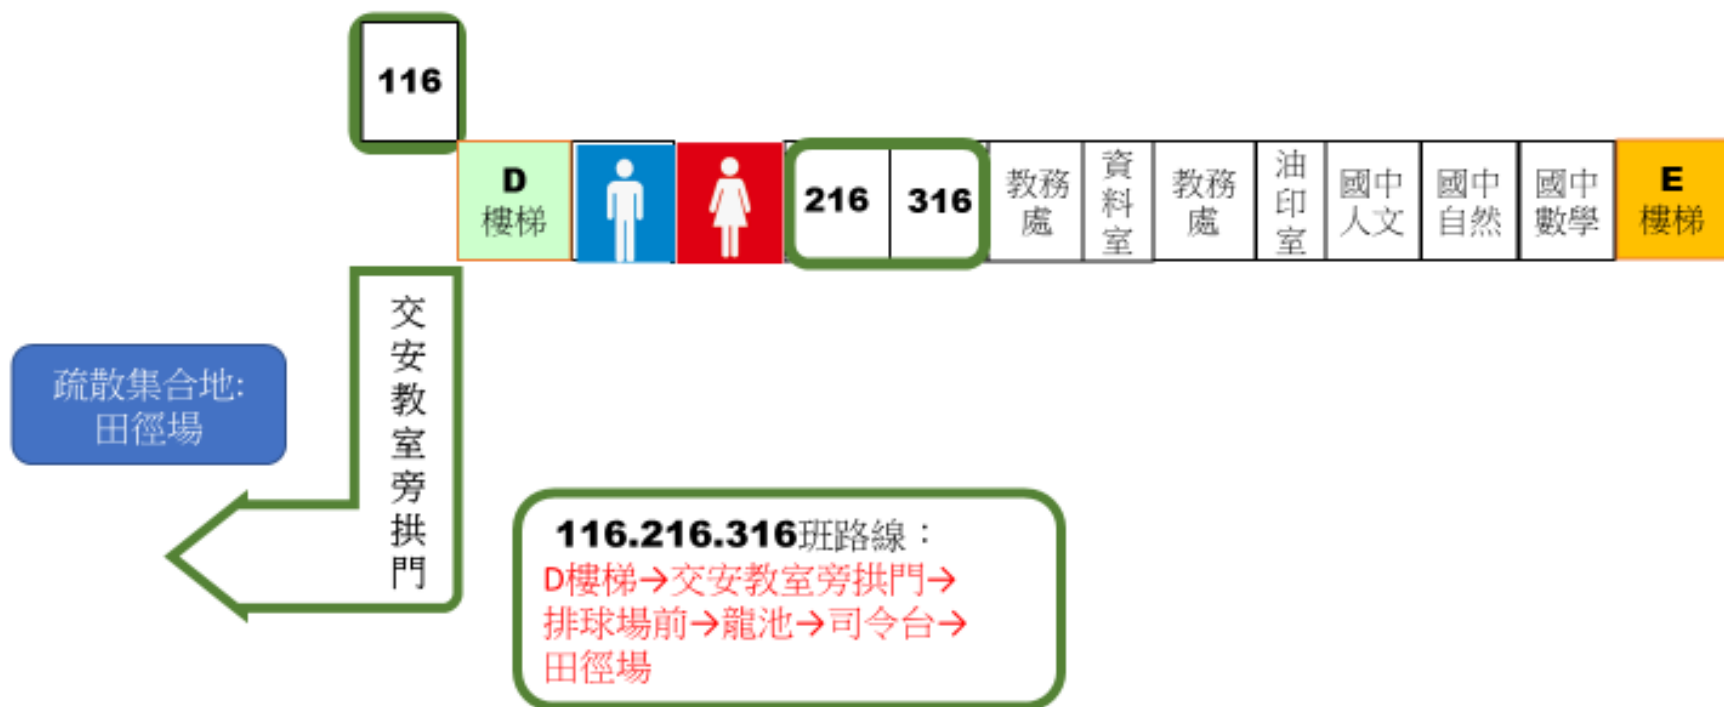 116
D
樓梯
216
316
教務
處
資
料
室
教務
處
油
印
室
國中
人文
國中
自然
國中
數學
E
樓梯
交
安
教
室
旁
拱
門
疏散集合地:
田徑場
116.216.316班路線：
D樓梯→交安教室旁拱門→
排球場前→龍池→司令台→
田徑場